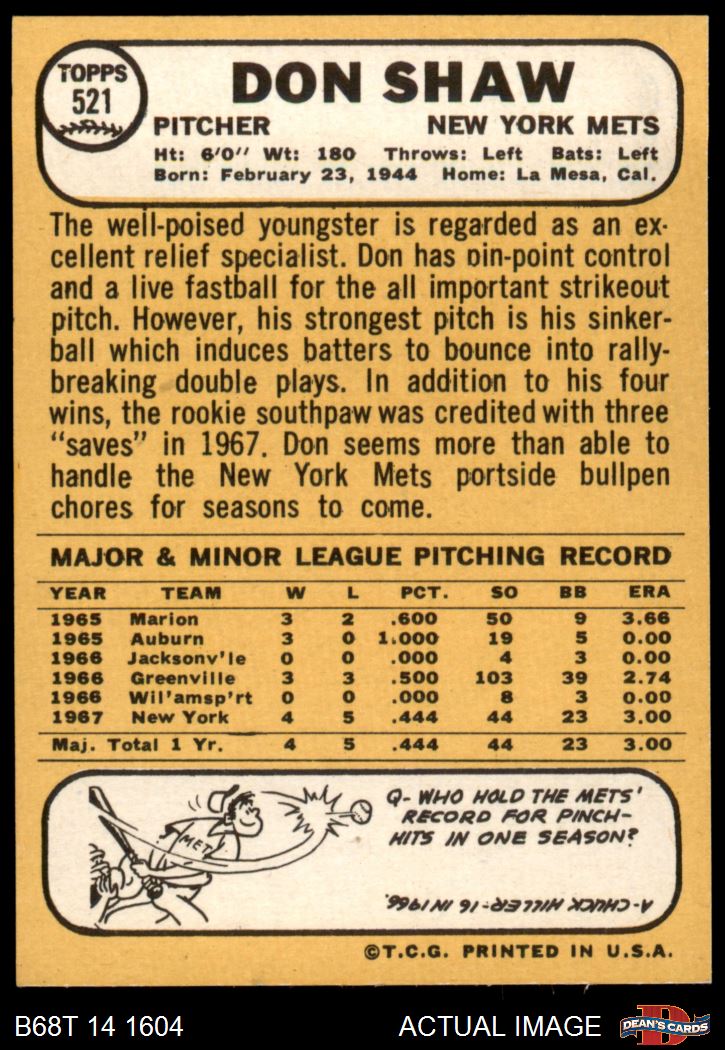 TOPPS
521
DON SHAW
PITCHER NEW YORK METS
Ht: 6'0" Wt: 180 Throws: Left Bats: Left
Born: February 23, 1944 Home: La Mesa, Cal.
The well-poised youngster is regarded as an ex-
cellent relief specialist. Don has pin-point control
and a live fastball for the all important strikeout
pitch. However, his strongest pitch is his sinker-
ball which induces batters to bounce into rally-
breaking double plays. In addition to his four
wins, the rookie southpaw was credited with three
"saves" in 1967. Don seems more than able to
handle the New York Mets portside bullpen
chores for seasons to come.
MAJOR & MINOR LEAGUE PITCHING RECORD
YEAR TEAM W L PCT. SO BB ERA
1965 Marion 3 2 .600 50 9 3.66
1965 Auburn 3 0 1.000 19 5 0.00
1966 Jacksonv'le 0 0 .000 4 3 0.00
1966 Greenville 3 3 .500 103 39 2.74
1966 Wil'amsp'rt 0 0 .000 8 3 0.00
1967 New York 4 5 .444 44 23 3.00
Maj. Total 1 Yr. 4 5 .444 44 23 3.00
MET
Q- WHO HOLD THE METS'
RECORD FOR PINCH-
HITS IN ONE SEASON?
A-CHUCK HILLER-16 IN 1966.
©T.C.G. PRINTED IN U.S.A.
B68T 14 1604 ACTUAL IMAGE
D
DEAN'S CARDS